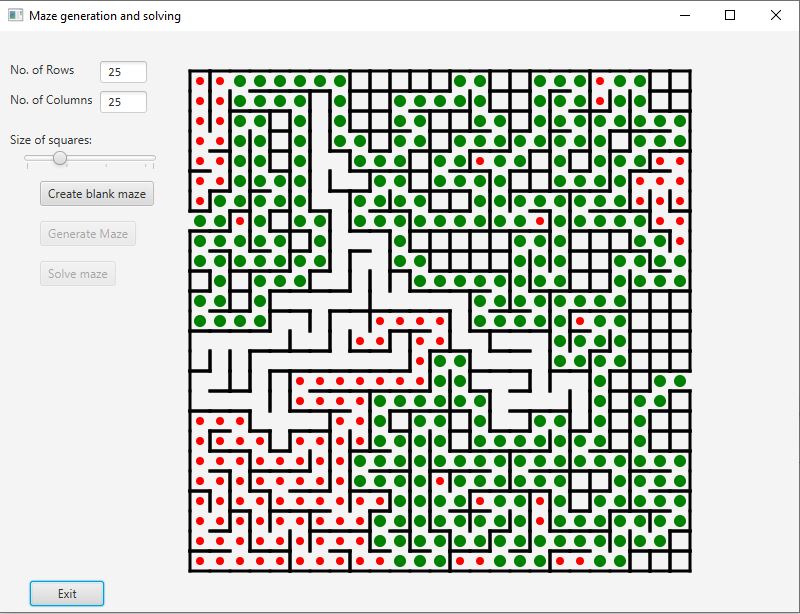 Maze generation and solving
No. of Rows 25
No. of Columns 25
Size of squares:
Create blank maze
Generate Maze
Solve maze
Exit